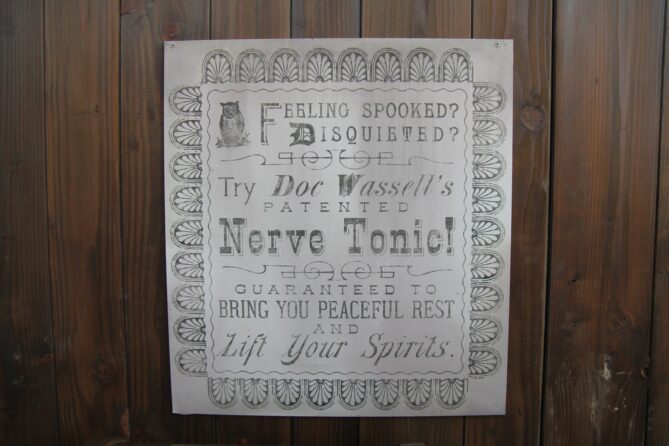 FEELING SPOOKED?
DISQUIETED?
Try Doc Wassell's
PATENTED
Nerve Tonic!
GUARANTEED TO
BRING YOU PEACEFUL REST
AND
Lift Your Spirits.